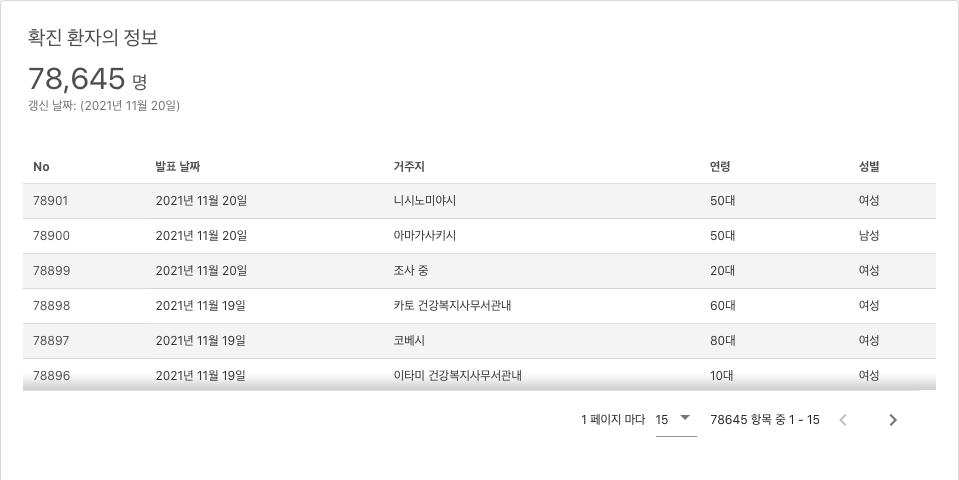 확진 환자의 정보
78,645 명
갱신 날짜: (2021년 11월 20일)
No 발표 날짜 거주지 연령 성별
78901 2021년 11월 20일 니시노미야시 50대 여성
78900 2021년 11월 20일 아마가사키시 50대 남성
78899 2021년 11월 20일 조사 중 20대 여성
78898 2021년 11월 19일 카토 건강복지사무서관내 60대 여성
78897 2021년 11월 19일 코베시 80대 여성
78896 2021년 11월 19일 이타미 건강복지사무서관내 10대 여성
1 페이지 마다 15 78645 항목 중 1 - 15